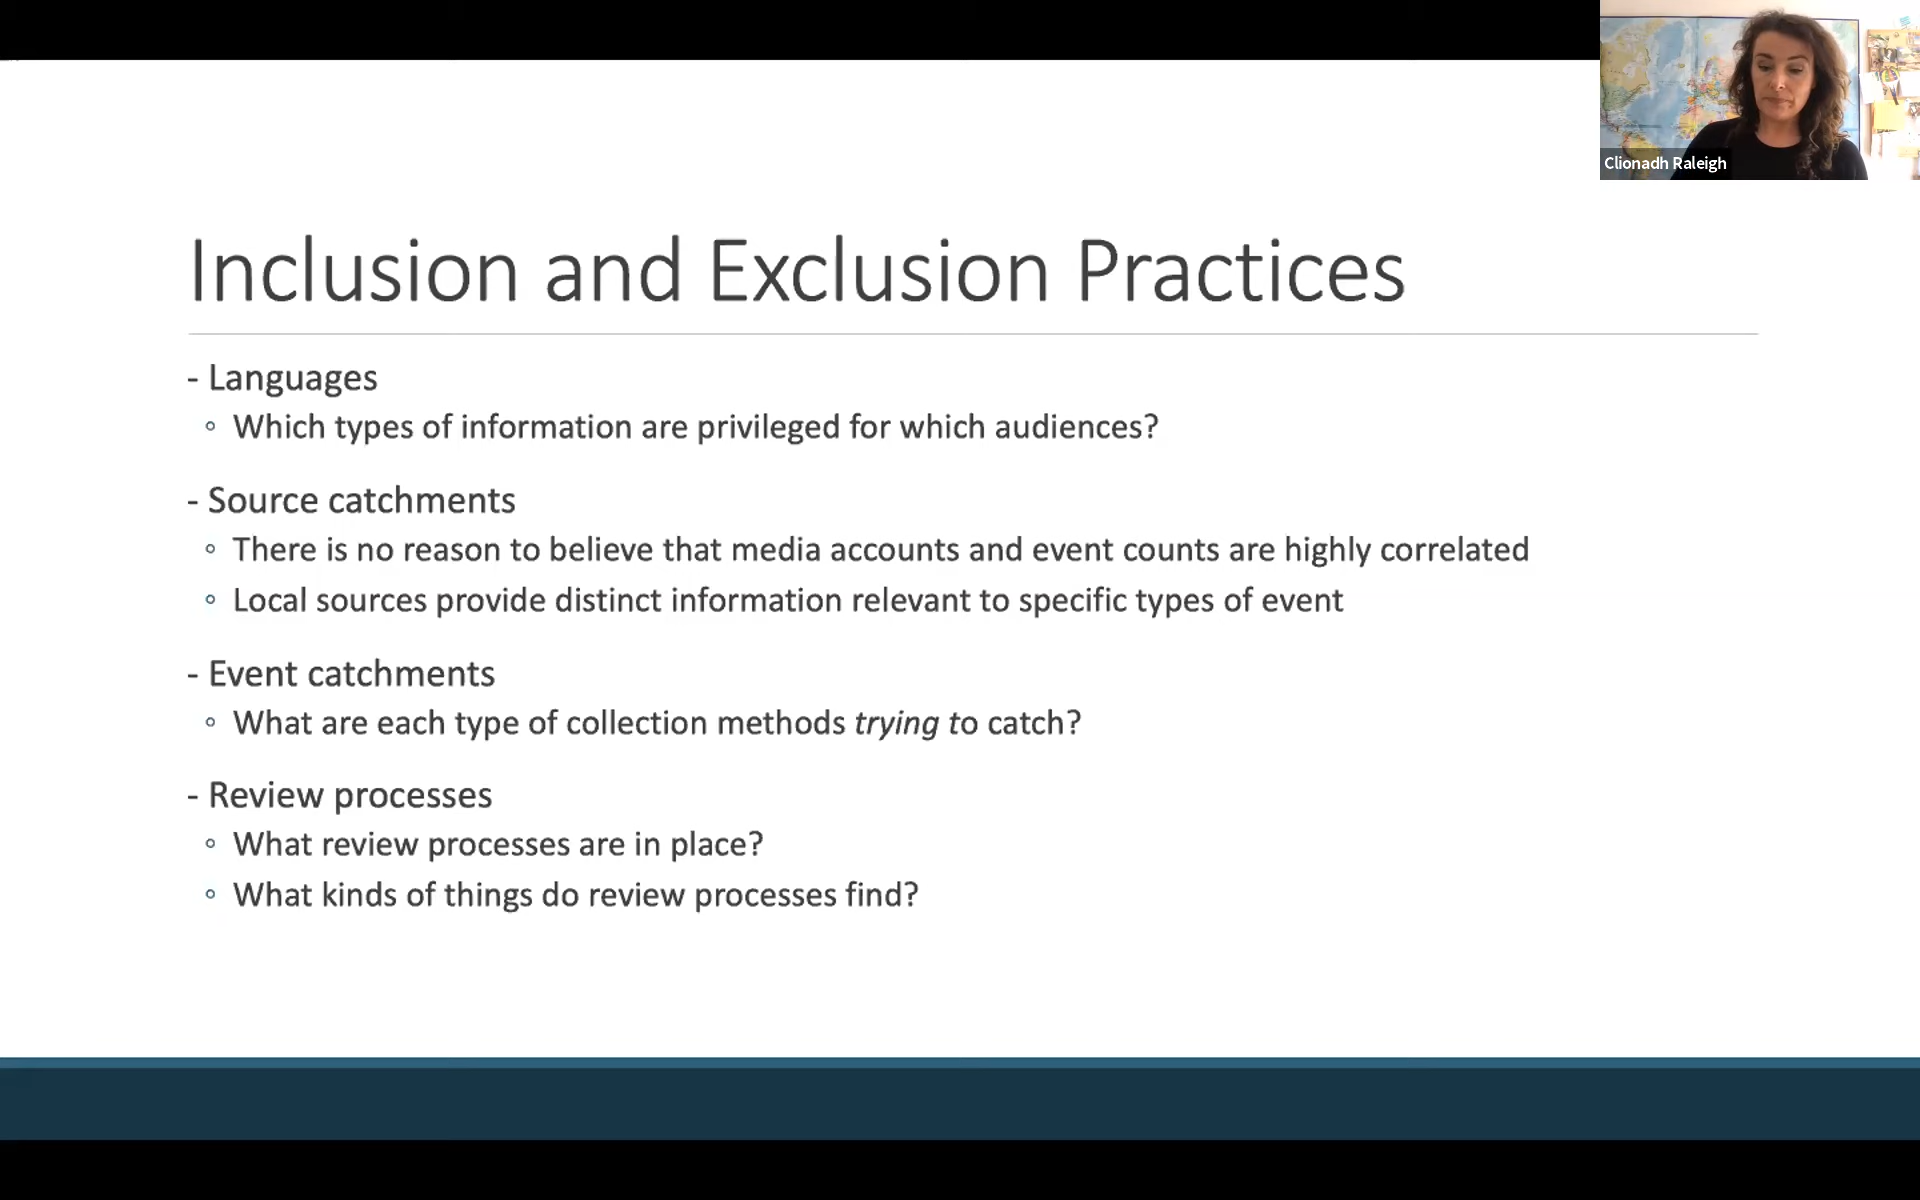 Clionadh Raleigh
Inclusion and Exclusion Practices
- Languages
◦ Which types of information are privileged for which audiences?
- Source catchments
◦ There is no reason to believe that media accounts and event counts are highly correlated
◦ Local sources provide distinct information relevant to specific types of event
- Event catchments
◦ What are each type of collection methods trying to catch?
- Review processes
◦ What review processes are in place?
◦ What kinds of things do review processes find?